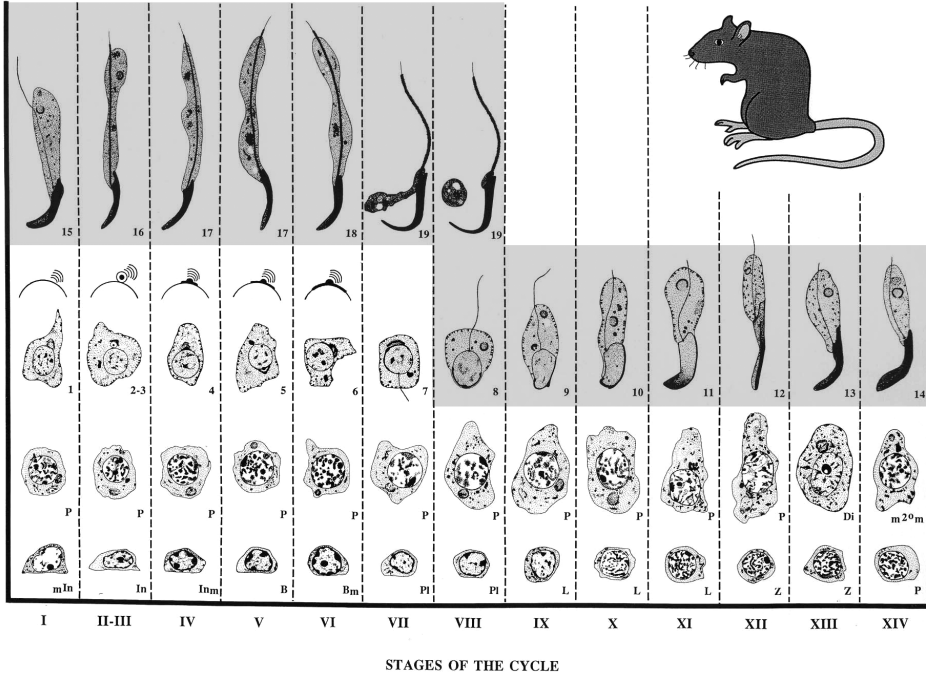 15 16 17 17 18 19 19
1 2-3 4 5 6 7 8 9 10 11 12 13 14
P P P P P P P P P P P Di m2°m
mIn In Inm B Bm Pl Pl L L L Z Z P
I II-III IV V VI VII VIII IX X XI XII XIII XIV
STAGES OF THE CYCLE